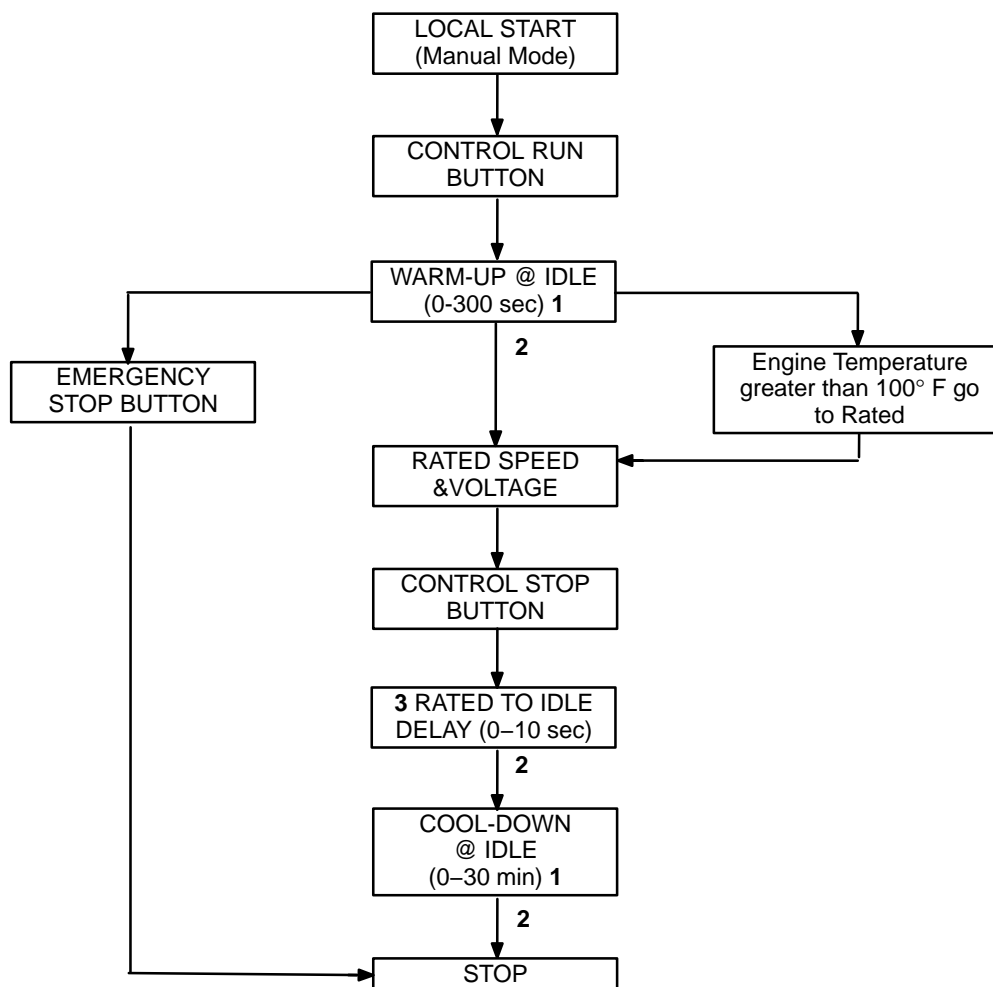 LOCAL START
(Manual Mode)
CONTROL RUN
BUTTON
WARM-UP @ IDLE
(0-300 sec) 1
2
EMERGENCY
STOP BUTTON
Engine Temperature
greater than 100° F go
to Rated
RATED SPEED
&VOLTAGE
CONTROL STOP
BUTTON
3 RATED TO IDLE
DELAY (0–10 sec)
2
COOL-DOWN
@ IDLE
(0–30 min) 1
2
STOP